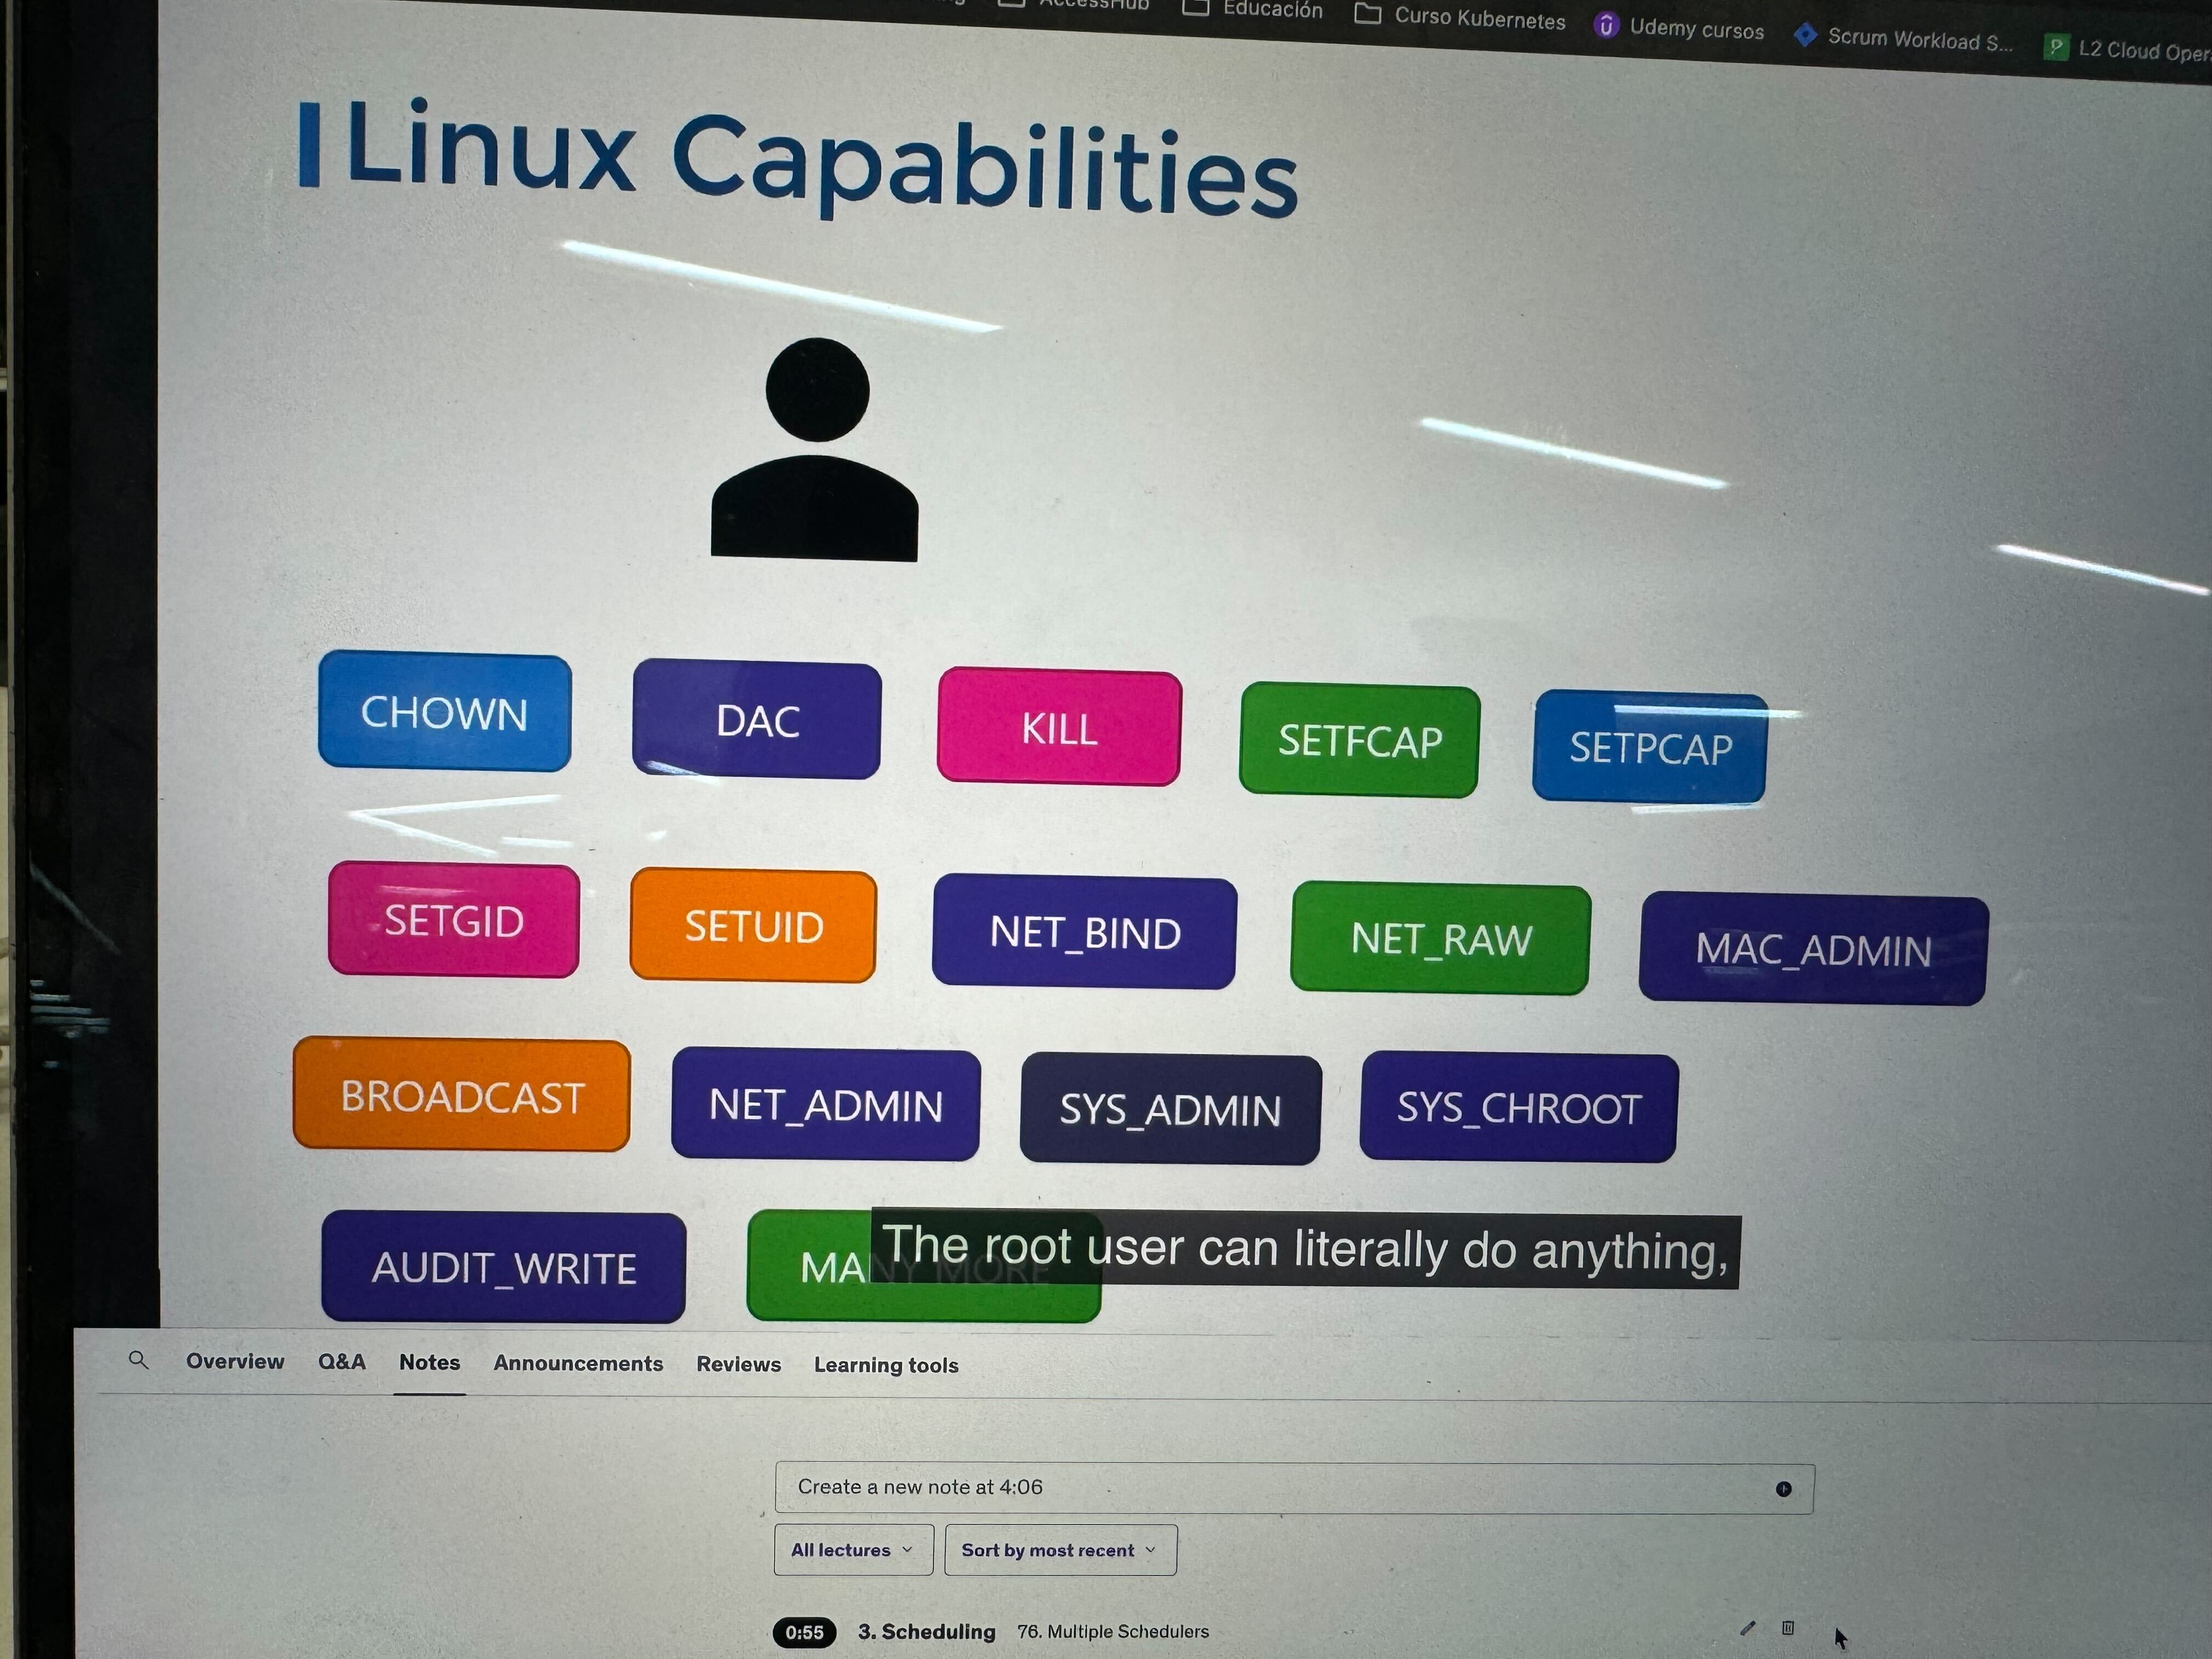 AccessHub Educación Curso Kubernetes Udemy cursos Scrum Workload S... L2 Cloud Oper
Linux Capabilities
CHOWN DAC KILL SETFCAP SETPCAP
SETGID SETUID NET_BIND NET_RAW MAC_ADMIN
BROADCAST NET_ADMIN SYS_ADMIN SYS_CHROOT
AUDIT_WRITE MANY MORE
The root user can literally do anything,
Overview Q&A Notes Announcements Reviews Learning tools
Create a new note at 4:06
All lectures Sort by most recent
0:55 3. Scheduling 76. Multiple Schedulers